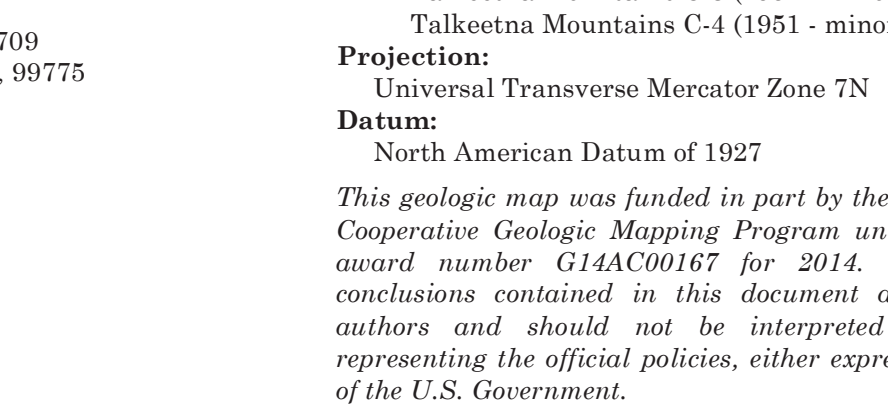 709
, 99775
Talkeetna Mountains C-4 (1951 - mino
Projection:
Universal Transverse Mercator Zone 7N
Datum:
North American Datum of 1927
This geologic map was funded in part by the
Cooperative Geologic Mapping Program un
award number G14AC00167 for 2014.
conclusions contained in this document a
authors and should not be interpreted
representing the official policies, either expre
of the U.S. Government.